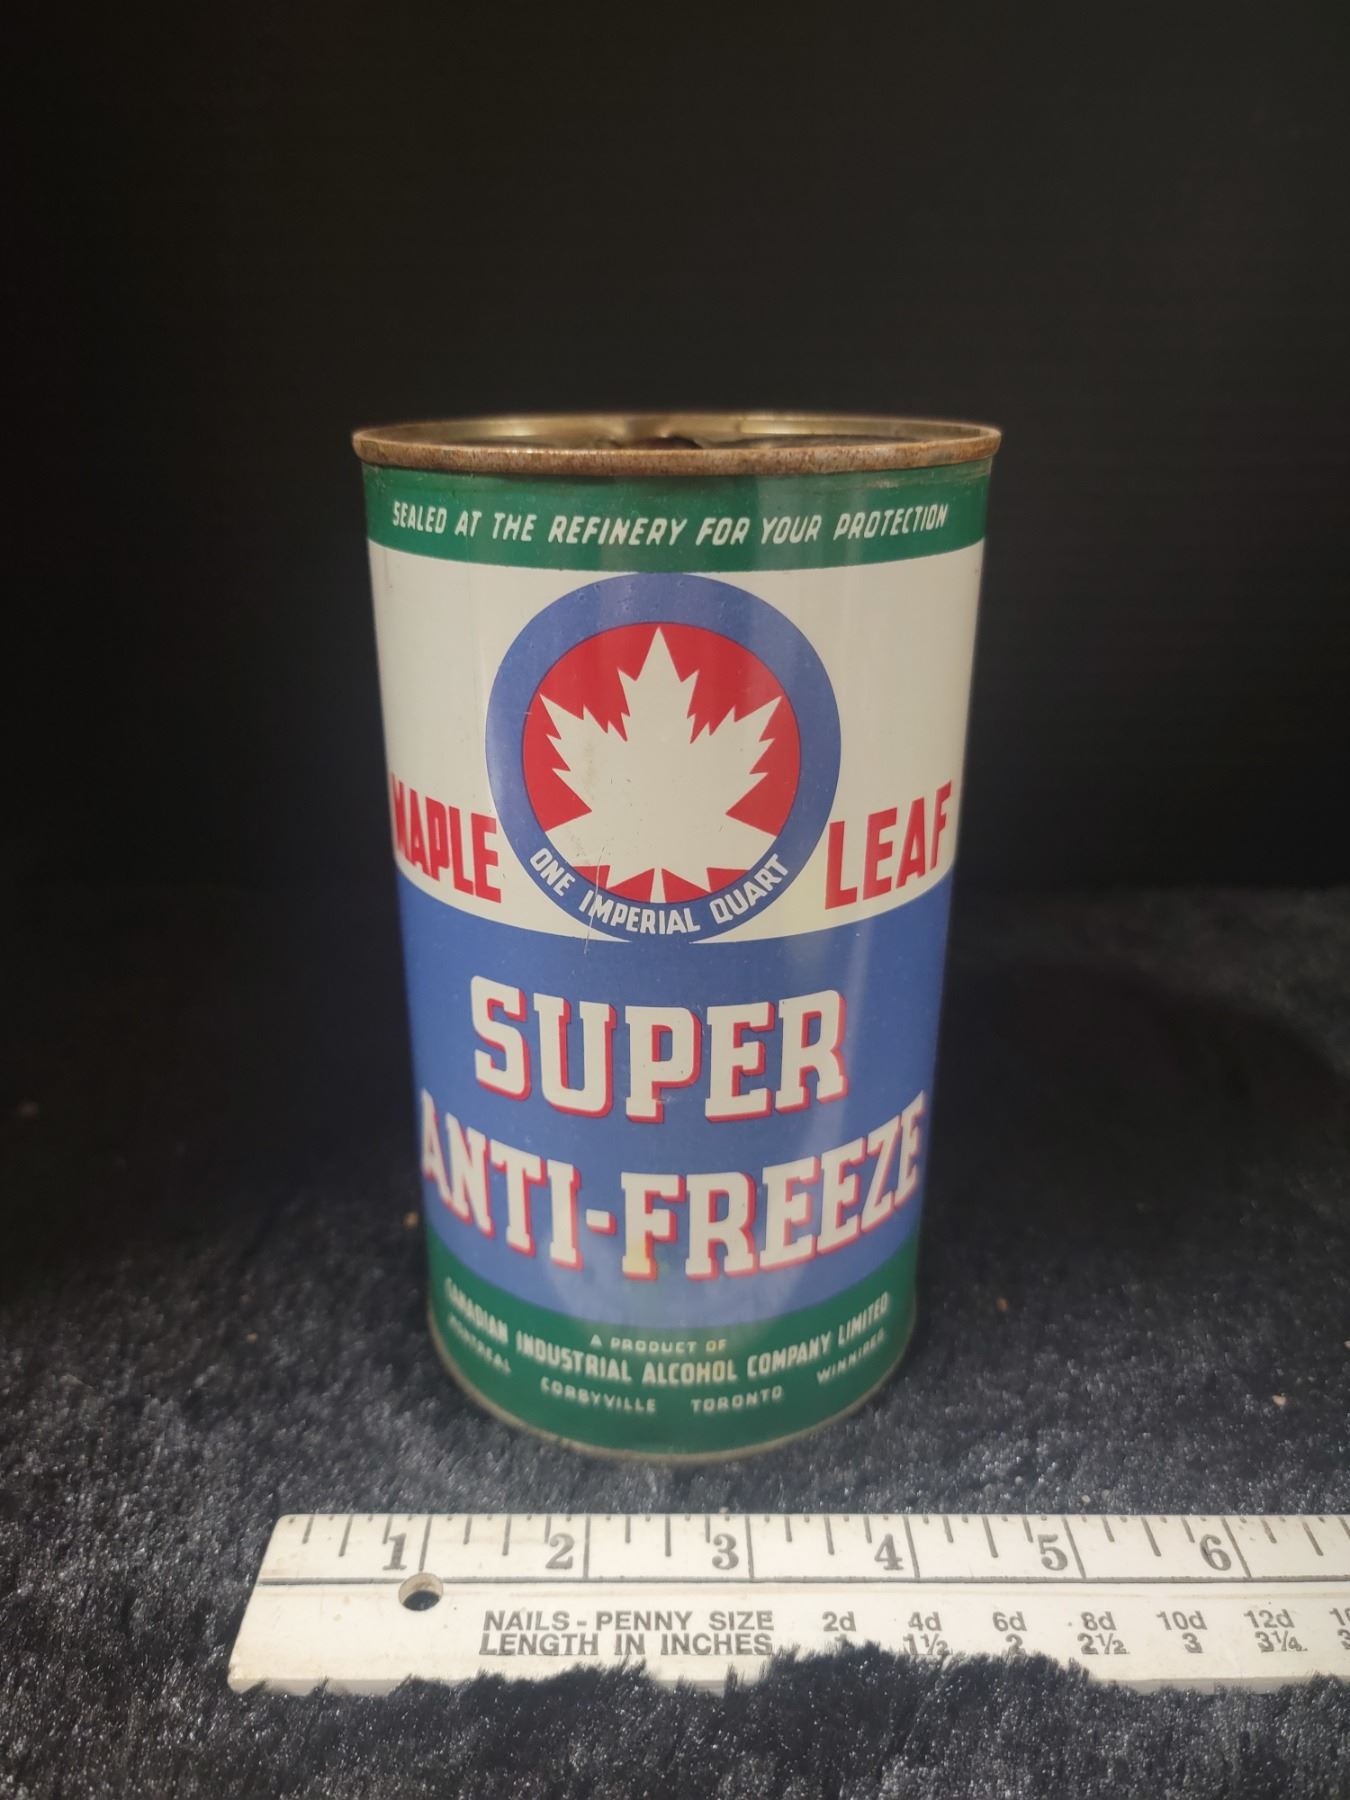 SEALED AT THE REFINERY FOR YOUR PROTECTION
MAPLE LEAF
ONE IMPERIAL QUART
SUPER
ANTI-FREEZE
A PRODUCT OF
CANADIAN INDUSTRIAL ALCOHOL COMPANY LIMITED
MONTREAL CORBYVILLE TORONTO WINNIPEG
1 2 3 4 5 6
NAILS - PENNY SIZE 2d 4d 6d 8d 10d 12d
LENGTH IN INCHES 1 1½ 2 2½ 3 3¼